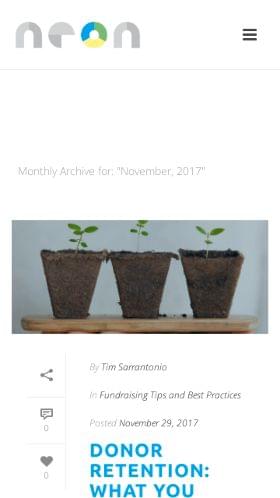 neon
Monthly Archive for: "November, 2017"
By Tim Sarrantonio
In Fundraising Tips and Best Practices
0
Posted November 29, 2017
0
DONOR
RETENTION:
WHAT YOU